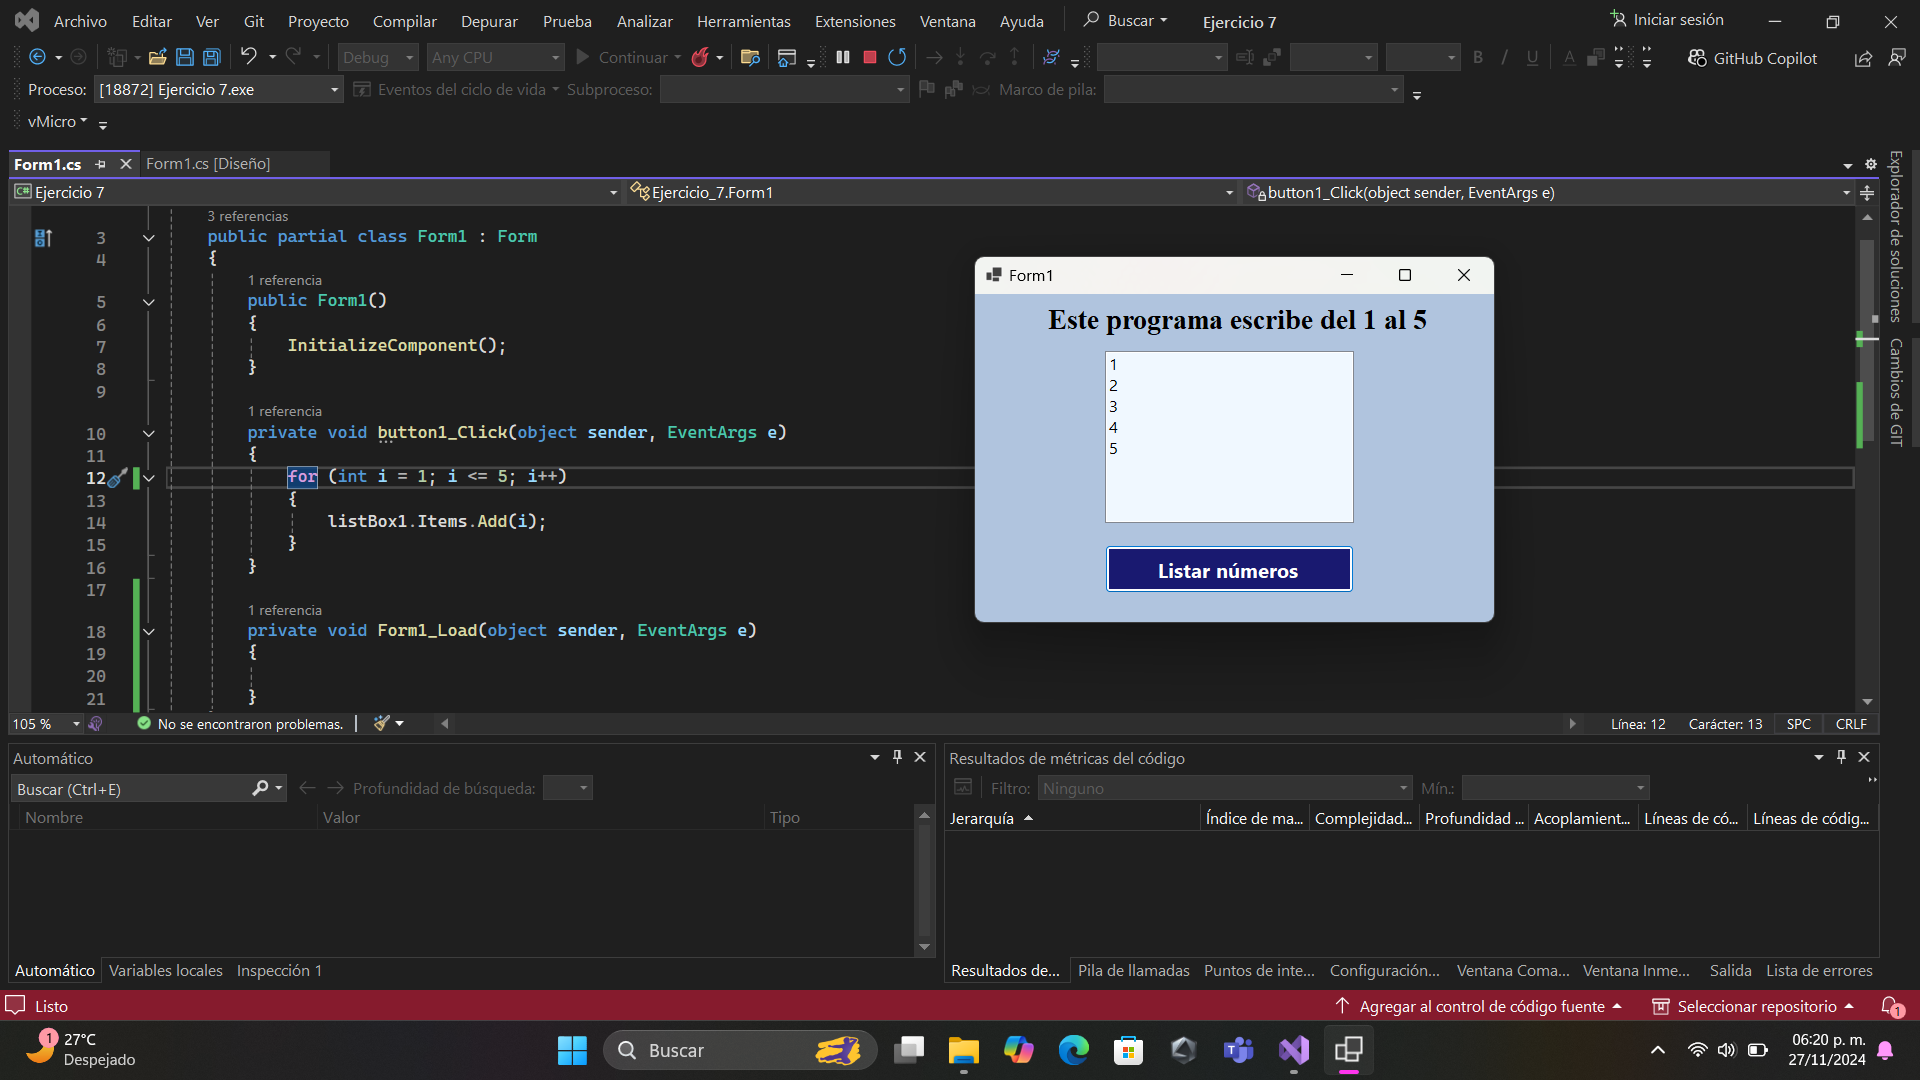 Archivo Editar Ver Git Proyecto Compilar Depurar Prueba Analizar Herramientas Extensiones Ventana Ayuda Buscar Ejercicio 7 Iniciar sesión
Debug Any CPU Continuar B I U A GitHub Copilot
Proceso: [18872] Ejercicio 7.exe Eventos del ciclo de vida Subproceso: Marco de pila:
vMicro
Form1.cs Form1.cs [Diseño]
C# Ejercicio 7 Ejercicio_7.Form1 button1_Click(object sender, EventArgs e)
3 referencias
3 public partial class Form1 : Form
4 {
1 referencia
5 public Form1()
6 {
7 InitializeComponent();
8 }
9
1 referencia
10 private void button1_Click(object sender, EventArgs e)
11 {
12 for (int i = 1; i <= 5; i++)
13 {
14 listBox1.Items.Add(i);
15 }
16 }
17
1 referencia
18 private void Form1_Load(object sender, EventArgs e)
19 {
20
21 }
Form1
Este programa escribe del 1 al 5
1
2
3
4
5
Listar números
Explorador de soluciones
Cambios de GIT
105 % No se encontraron problemas. Línea: 12 Carácter: 13 SPC CRLF
Automático
Buscar (Ctrl+E) Profundidad de búsqueda:
Nombre Valor Tipo
Automático Variables locales Inspección 1
Resultados de métricas del código
Filtro: Ninguno Mín.:
Jerarquía Índice de ma... Complejidad... Profundidad ... Acoplamient... Líneas de có... Líneas de códig...
Resultados de... Pila de llamadas Puntos de inte... Configuración... Ventana Coma... Ventana Inme... Salida Lista de errores
Listo Agregar al control de código fuente Seleccionar repositorio 1
1 27°C
Despejado
Buscar
06:20 p. m.
27/11/2024